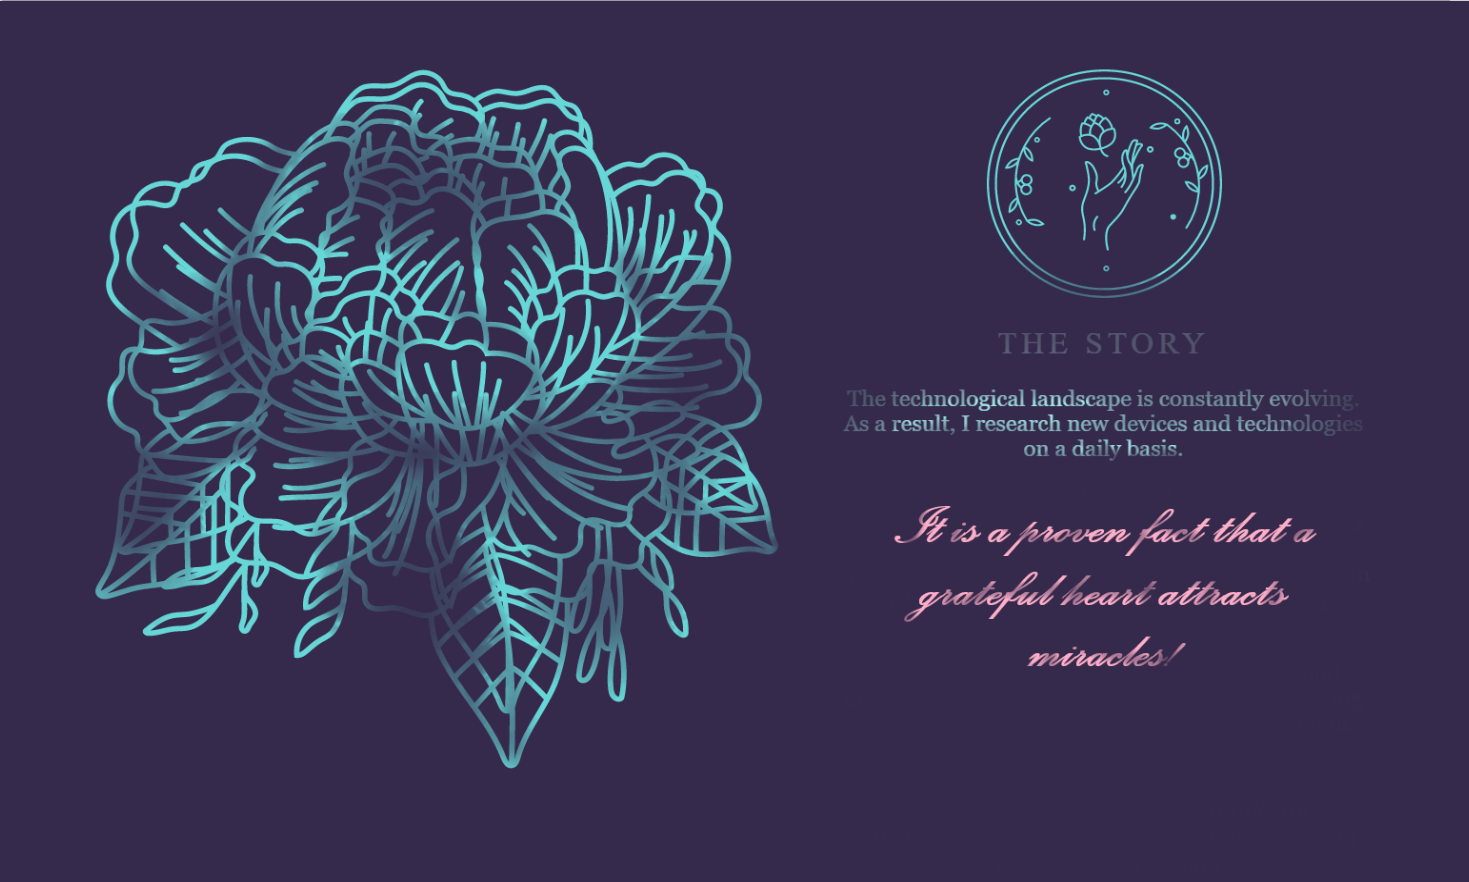 THE STORY
The technological landscape is constantly evolving.
As a result, I research new devices and technologies
on a daily basis.
It is a proven fact that a
grateful heart attracts
miracles!